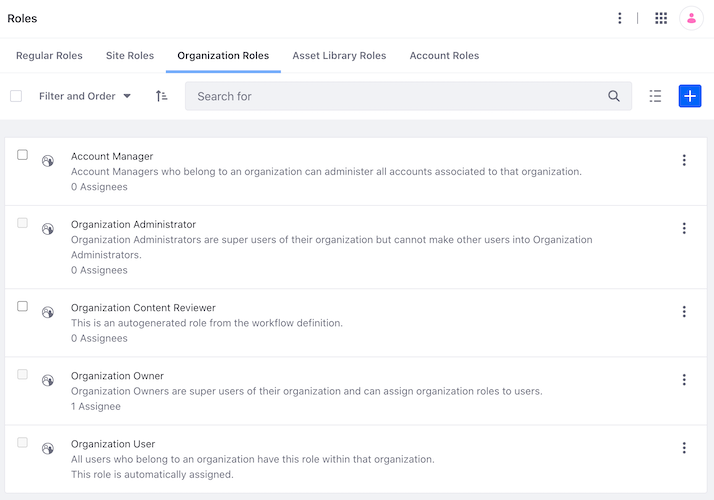 Roles
Regular Roles
Site Roles
Organization Roles
Asset Library Roles
Account Roles
Filter and Order
Search for
Account Manager
Account Managers who belong to an organization can administer all accounts associated to that organization.
0 Assignees
Organization Administrator
Organization Administrators are super users of their organization but cannot make other users into Organization
Administrators.
0 Assignees
Organization Content Reviewer
This is an autogenerated role from the workflow definition.
0 Assignees
Organization Owner
Organization Owners are super users of their organization and can assign organization roles to users.
1 Assignee
Organization User
All users who belong to an organization have this role within that organization.
This role is automatically assigned.